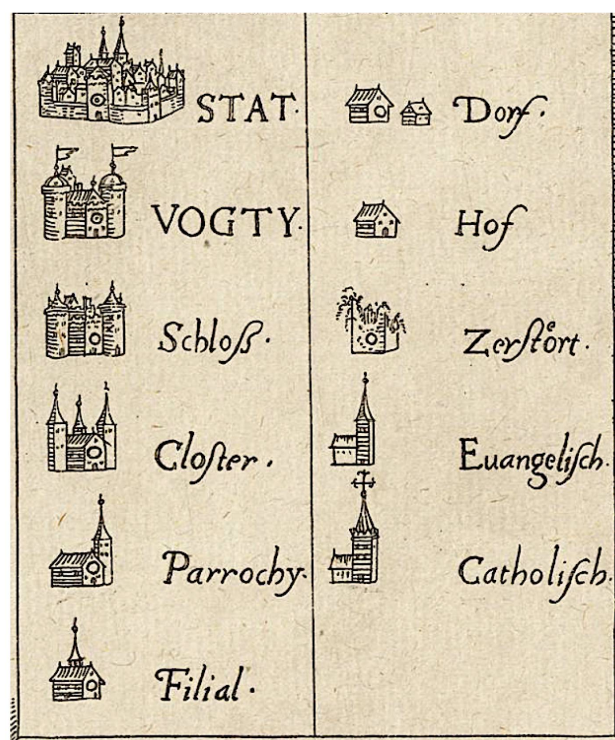 STAT.
VOGTY.
Schloß.
Cloſter.
Parrochy.
Filial.
Dorf.
Hof
Zerſtört.
Euangeliſch.
Catholiſch.